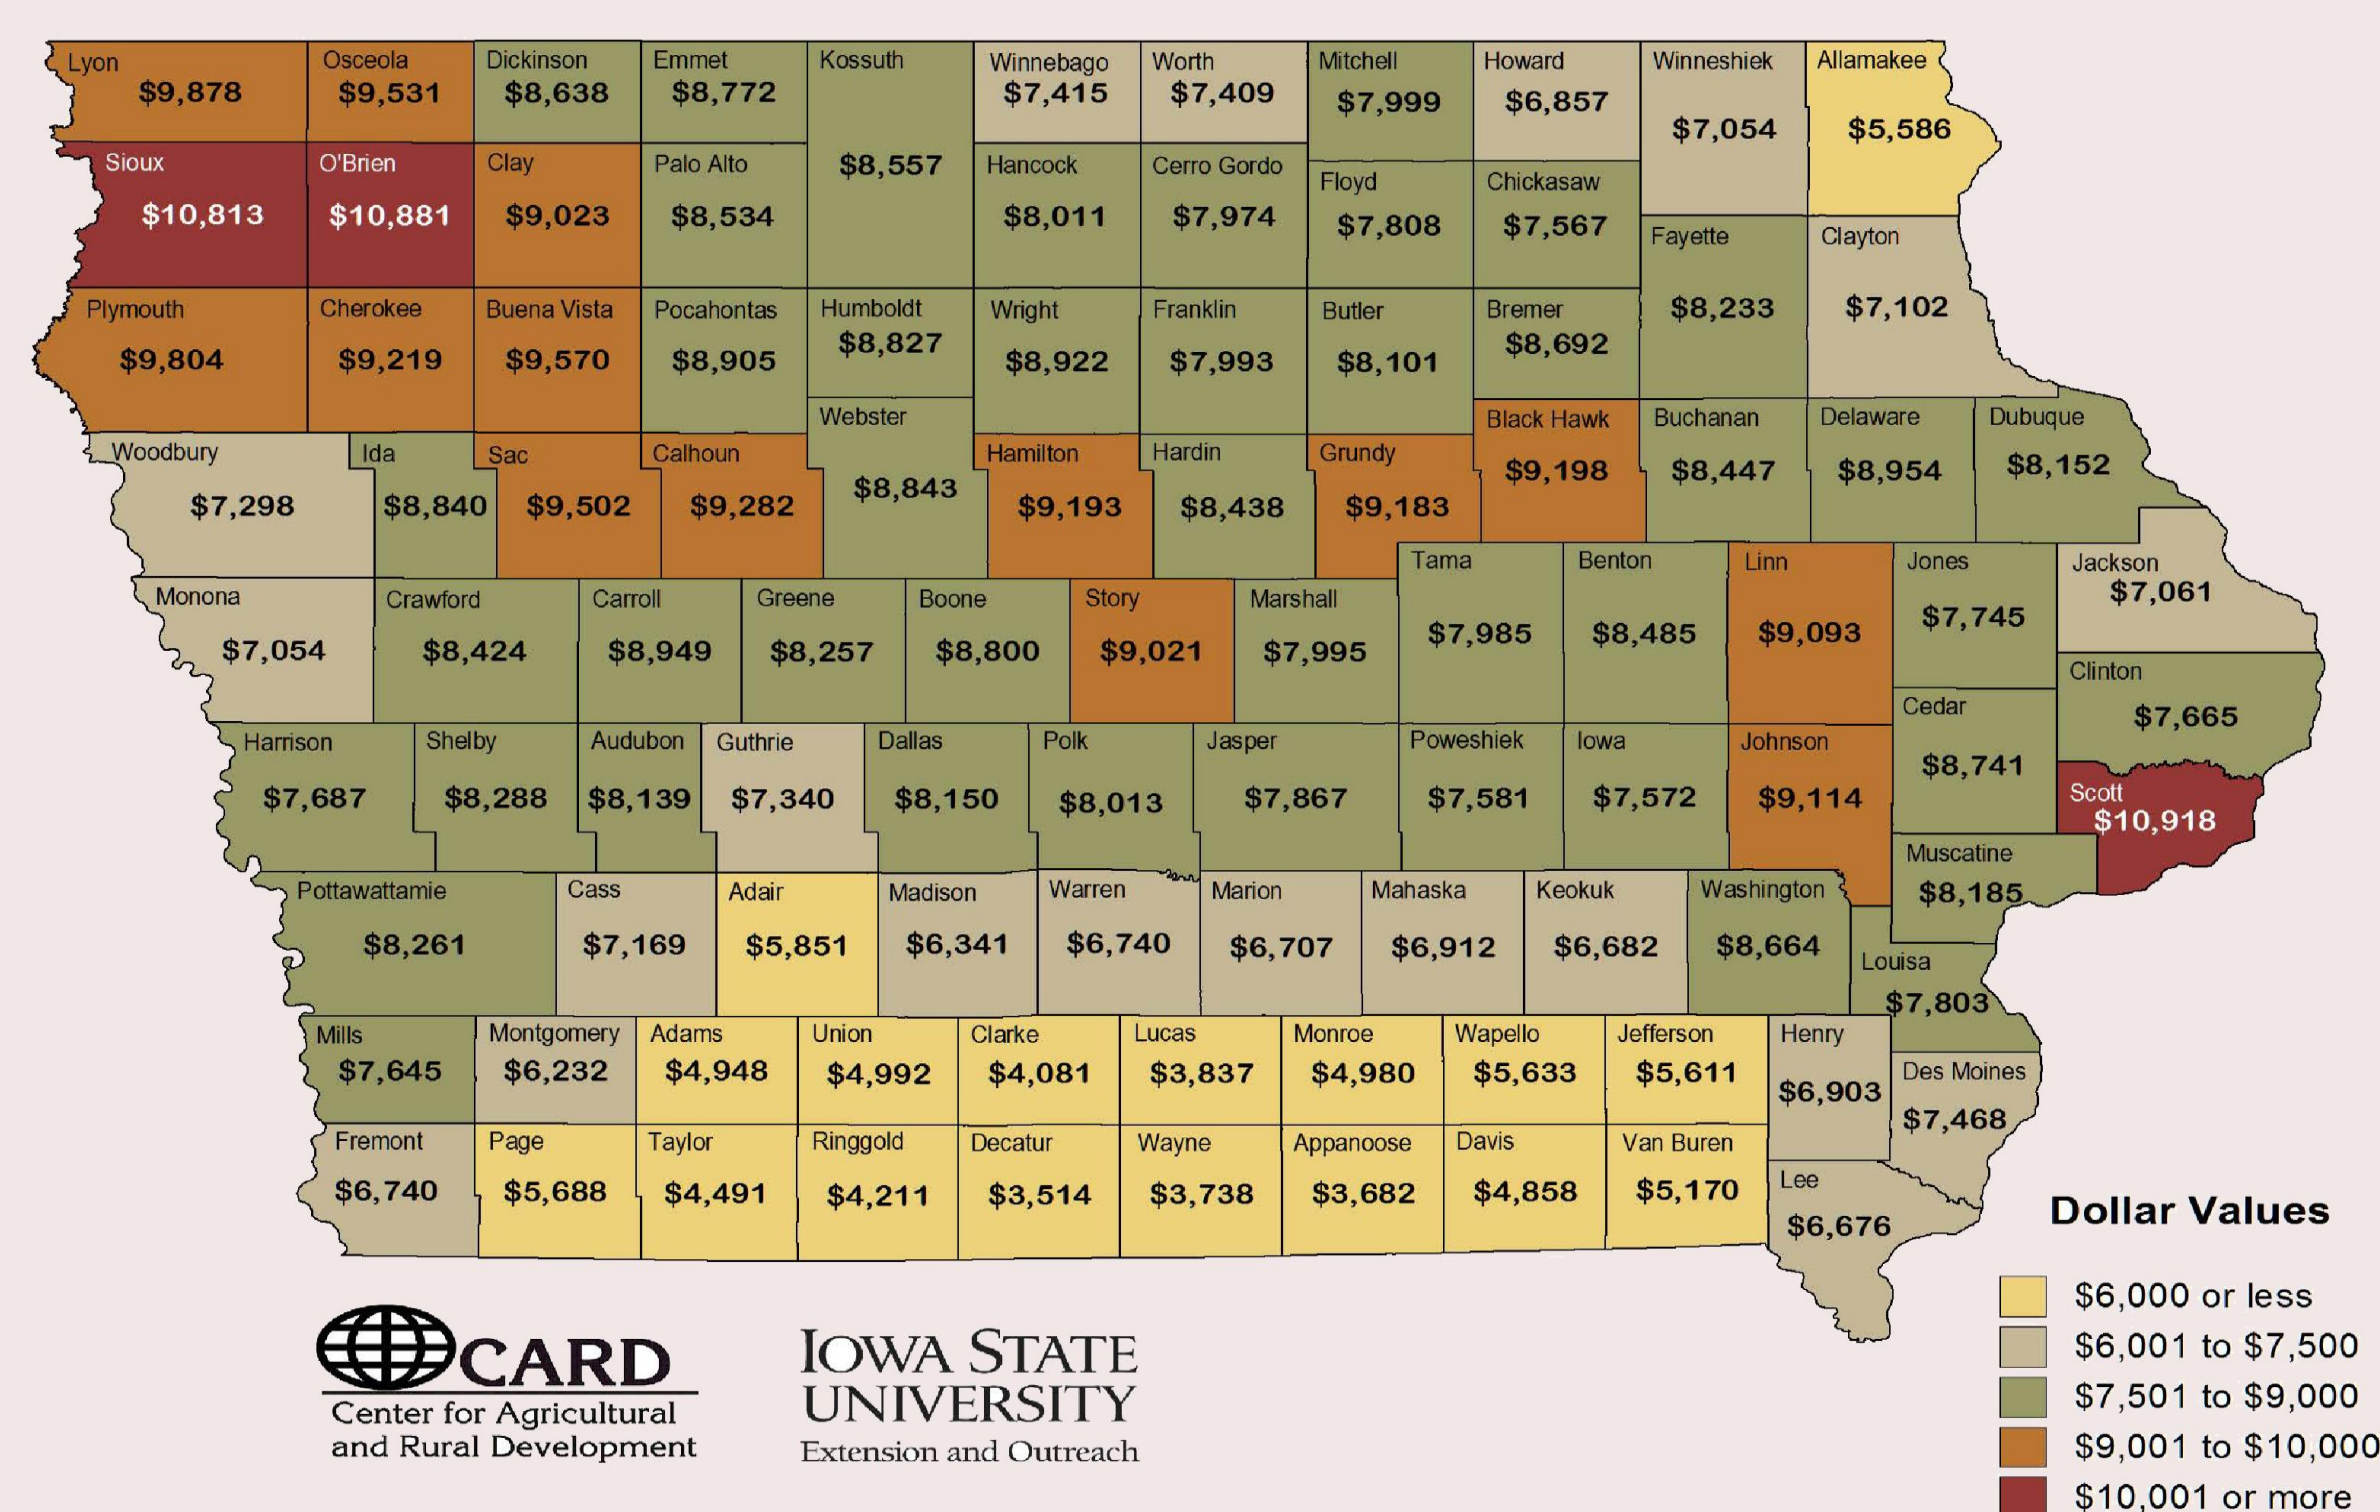 Lyon
$9,878
Osceola
$9,531
Dickinson
$8,638
Emmet
$8,772
Kossuth
$8,557
Winnebago
$7,415
Worth
$7,409
Mitchell
$7,999
Howard
$6,857
Winneshiek
$7,054
Allamakee
$5,586
Sioux
$10,813
O'Brien
$10,881
Clay
$9,023
Palo Alto
$8,534
Hancock
$8,011
Cerro Gordo
$7,974
Floyd
$7,808
Chickasaw
$7,567
Fayette
$8,233
Clayton
$7,102
Plymouth
$9,804
Cherokee
$9,219
Buena Vista
$9,570
Pocahontas
$8,905
Humboldt
$8,827
Wright
$8,922
Franklin
$7,993
Butler
$8,101
Bremer
$8,692
Woodbury
$7,298
Ida
$8,840
Sac
$9,502
Calhoun
$9,282
Webster
$8,843
Hamilton
$9,193
Hardin
$8,438
Grundy
$9,183
Black Hawk
$9,198
Buchanan
$8,447
Delaware
$8,954
Dubuque
$8,152
Monona
$7,054
Crawford
$8,424
Carroll
$8,949
Greene
$8,257
Boone
$8,800
Story
$9,021
Marshall
$7,995
Tama
$7,985
Benton
$8,485
Linn
$9,093
Jones
$7,745
Jackson
$7,061
Clinton
$7,665
Harrison
$7,687
Shelby
$8,288
Audubon
$8,139
Guthrie
$7,340
Dallas
$8,150
Polk
$8,013
Jasper
$7,867
Poweshiek
$7,581
Iowa
$7,572
Johnson
$9,114
Cedar
$8,741
Scott
$10,918
Muscatine
$8,185
Pottawattamie
$8,261
Cass
$7,169
Adair
$5,851
Madison
$6,341
Warren
$6,740
Marion
$6,707
Mahaska
$6,912
Keokuk
$6,682
Washington
$8,664
Louisa
$7,803
Mills
$7,645
Montgomery
$6,232
Adams
$4,948
Union
$4,992
Clarke
$4,081
Lucas
$3,837
Monroe
$4,980
Wapello
$5,633
Jefferson
$5,611
Henry
$6,903
Des Moines
$7,468
Fremont
$6,740
Page
$5,688
Taylor
$4,491
Ringgold
$4,211
Decatur
$3,514
Wayne
$3,738
Appanoose
$3,682
Davis
$4,858
Van Buren
$5,170
Lee
$6,676
Dollar Values
$6,000 or less
$6,001 to $7,500
$7,501 to $9,000
$9,001 to $10,000
$10,001 or more
CARD
Center for Agricultural
and Rural Development
IOWA STATE
UNIVERSITY
Extension and Outreach